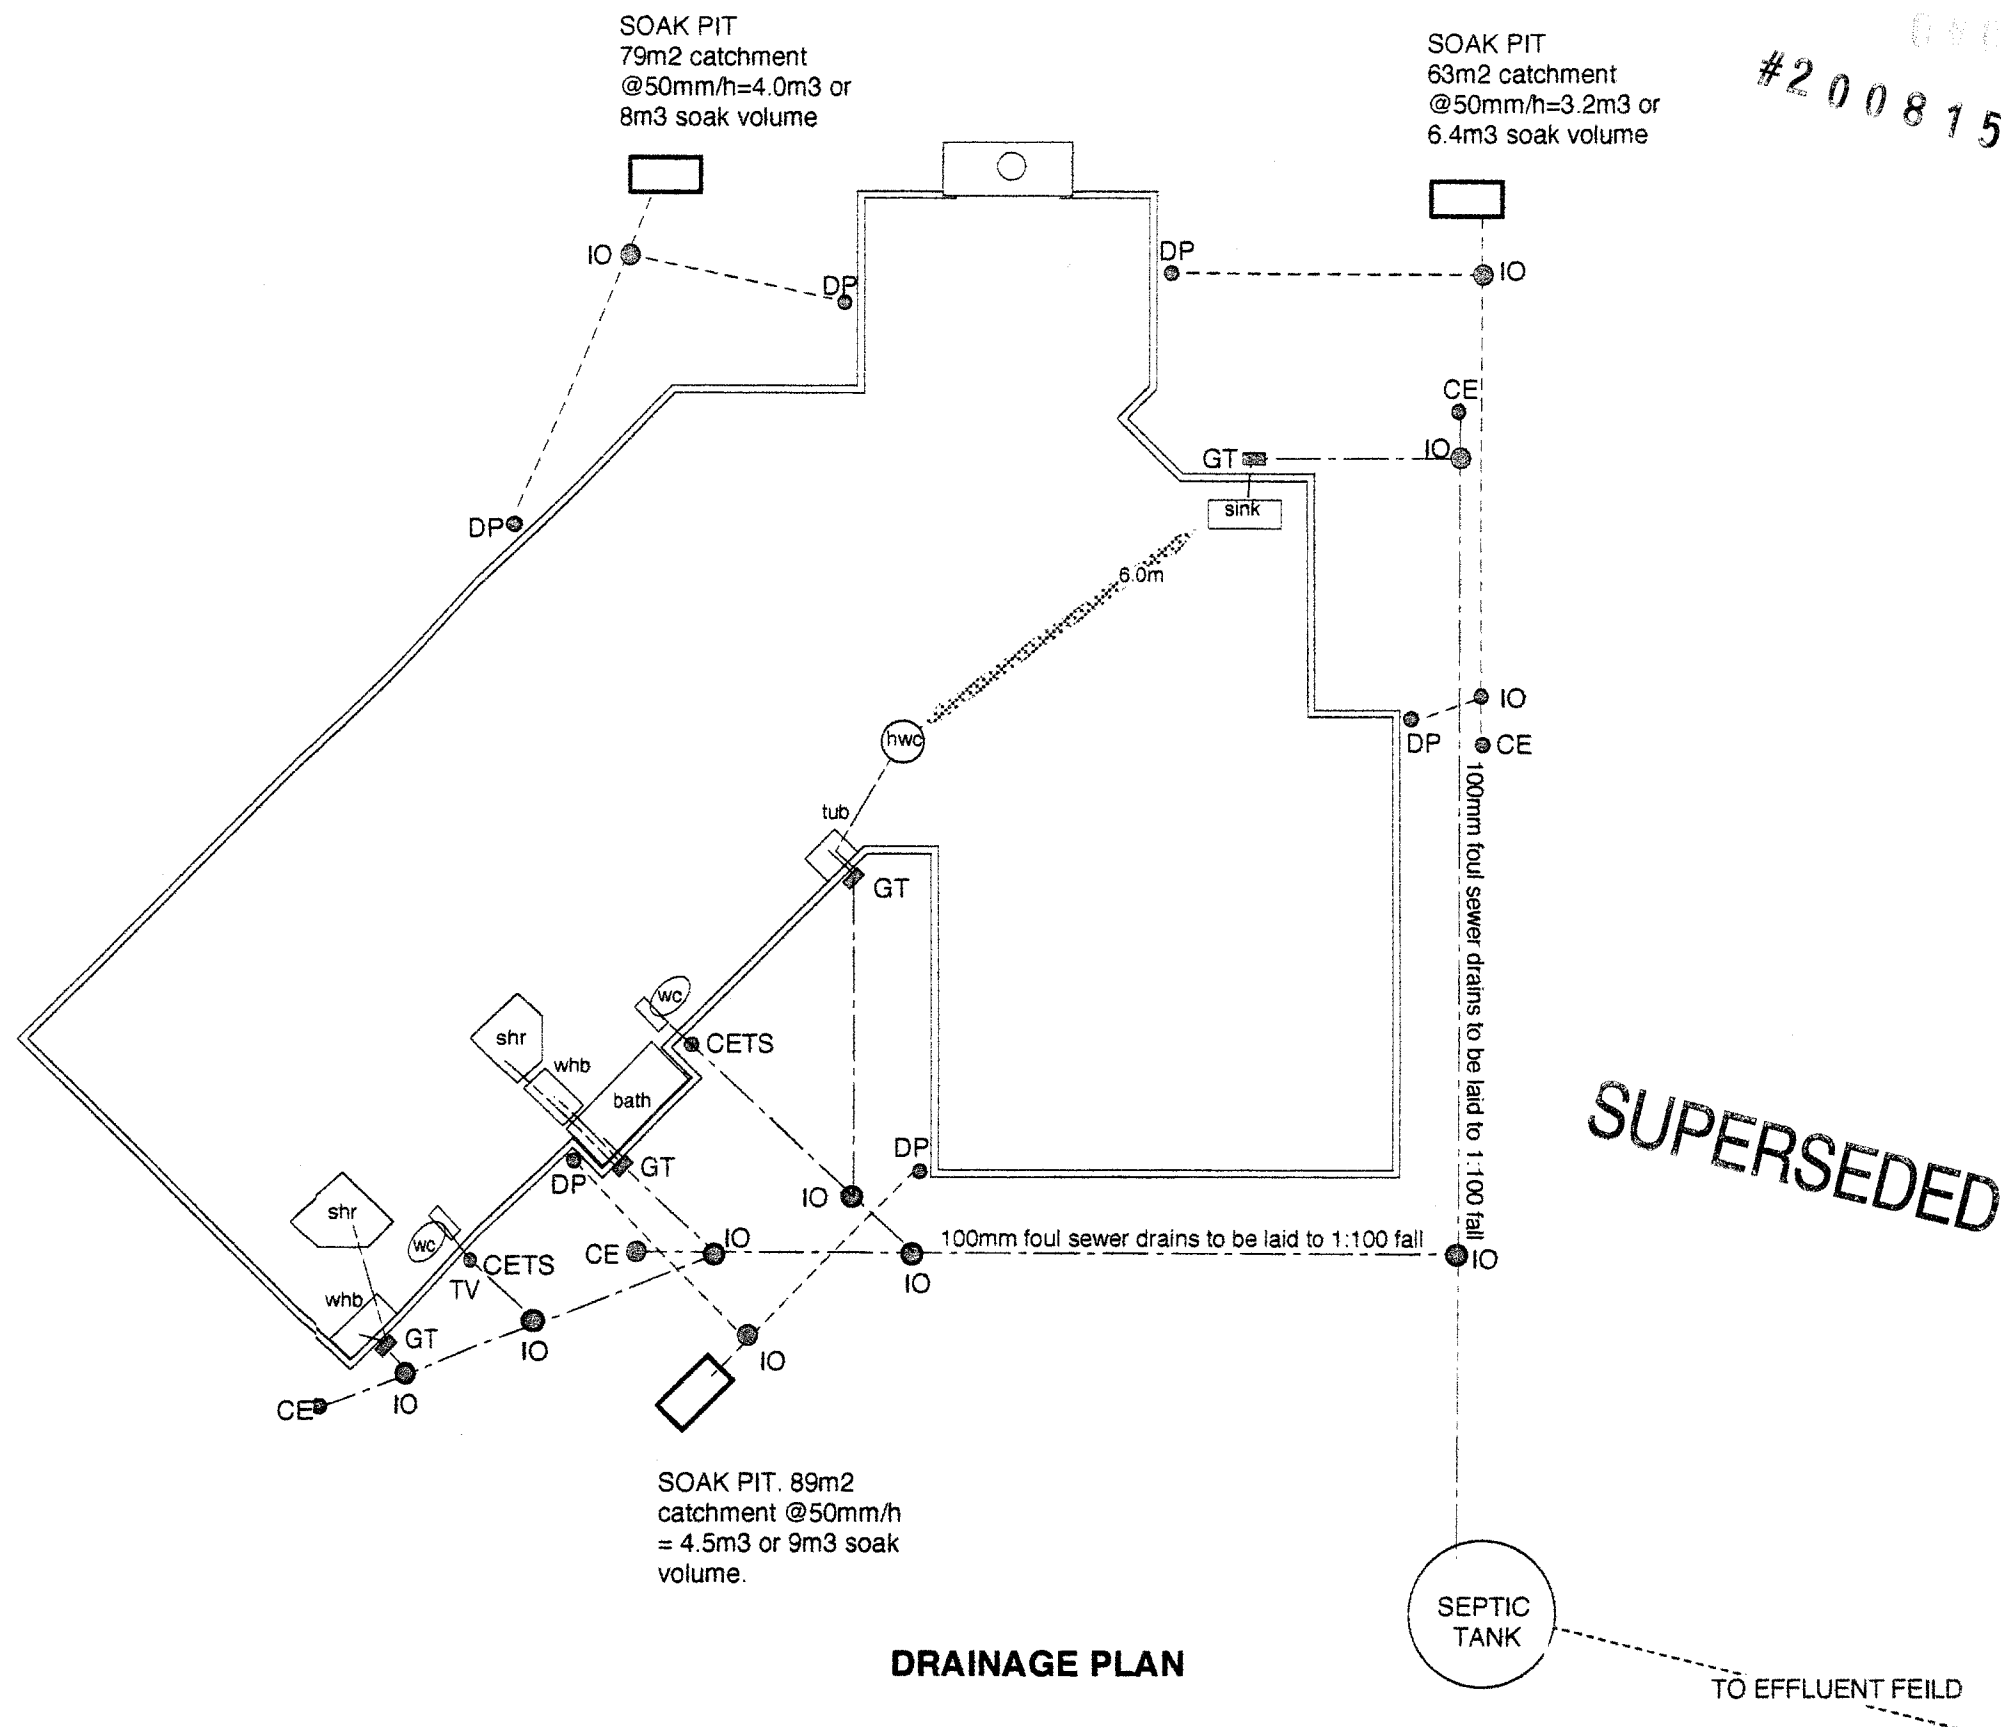 SOAK PIT
79m2 catchment
@50mm/h=4.0m3 or
8m3 soak volume
SOAK PIT
63m2 catchment
@50mm/h=3.2m3 or
6.4m3 soak volume
#200815
IO
DP
DP
IO
DP
CE
IO
GT
sink
6.0m
IO
DP
CE
hwc
tub
GT
100mm foul sewer drains to be laid to 1:100 fall
wc
CETS
shr
whb
bath
SUPERSEDED
DP
GT
DP
IO
shr
wc
CETS
TV
CE
IO
100mm foul sewer drains to be laid to 1:100 fall
IO
IO
whb
GT
IO
IO
CE
IO
SOAK PIT. 89m2
catchment @50mm/h
= 4.5m3 or 9m3 soak
volume.
SEPTIC
TANK
DRAINAGE PLAN
TO EFFLUENT FEILD